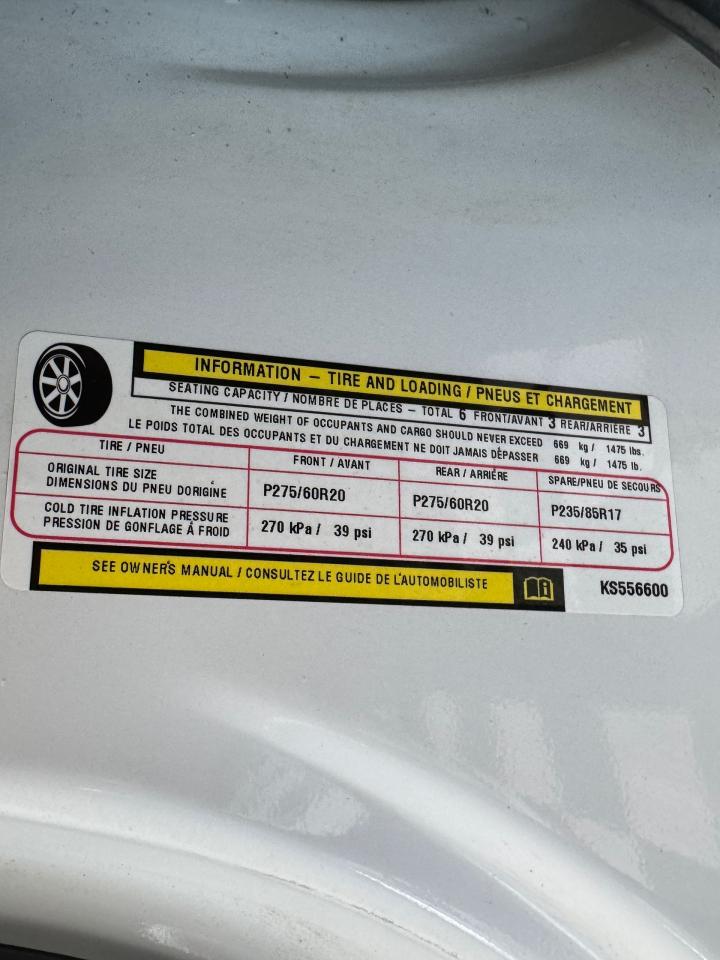 INFORMATION – TIRE AND LOADING / PNEUS ET CHARGEMENT
SEATING CAPACITY / NOMBRE DE PLACES – TOTAL 6 FRONT/AVANT 3 REAR/ARRIÈRE 3
THE COMBINED WEIGHT OF OCCUPANTS AND CARGO SHOULD NEVER EXCEED 669 kg / 1475 lbs.
LE POIDS TOTAL DES OCCUPANTS ET DU CHARGEMENT NE DOIT JAMAIS DÉPASSER 669 kg / 1475 lb.
TIRE / PNEU FRONT / AVANT REAR / ARRIÈRE SPARE/PNEU DE SECOURS
ORIGINAL TIRE SIZE
DIMENSIONS DU PNEU D'ORIGINE P275/60R20 P275/60R20 P235/85R17
COLD TIRE INFLATION PRESSURE
PRESSION DE GONFLAGE À FROID 270 kPa / 39 psi 270 kPa / 39 psi 240 kPa / 35 psi
SEE OWNER'S MANUAL / CONSULTEZ LE GUIDE DE L'AUTOMOBILISTE
KS556600